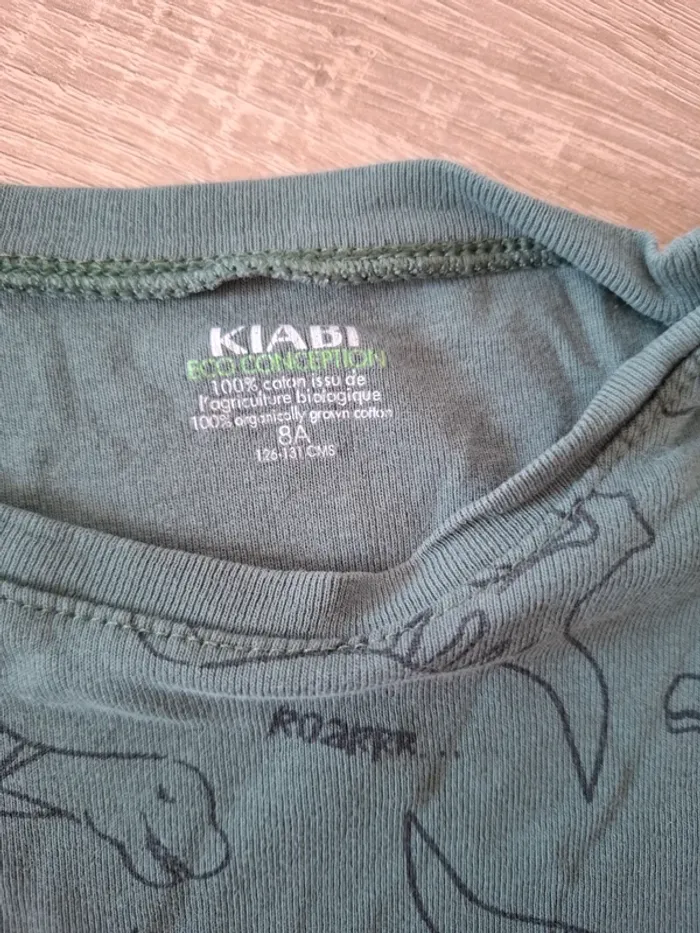 KIABI
ECO CONCEPTION
100% coton issu de
l'agriculture biologique
100% organically grown cotton
8A
126-131 CMS
ROARRR...